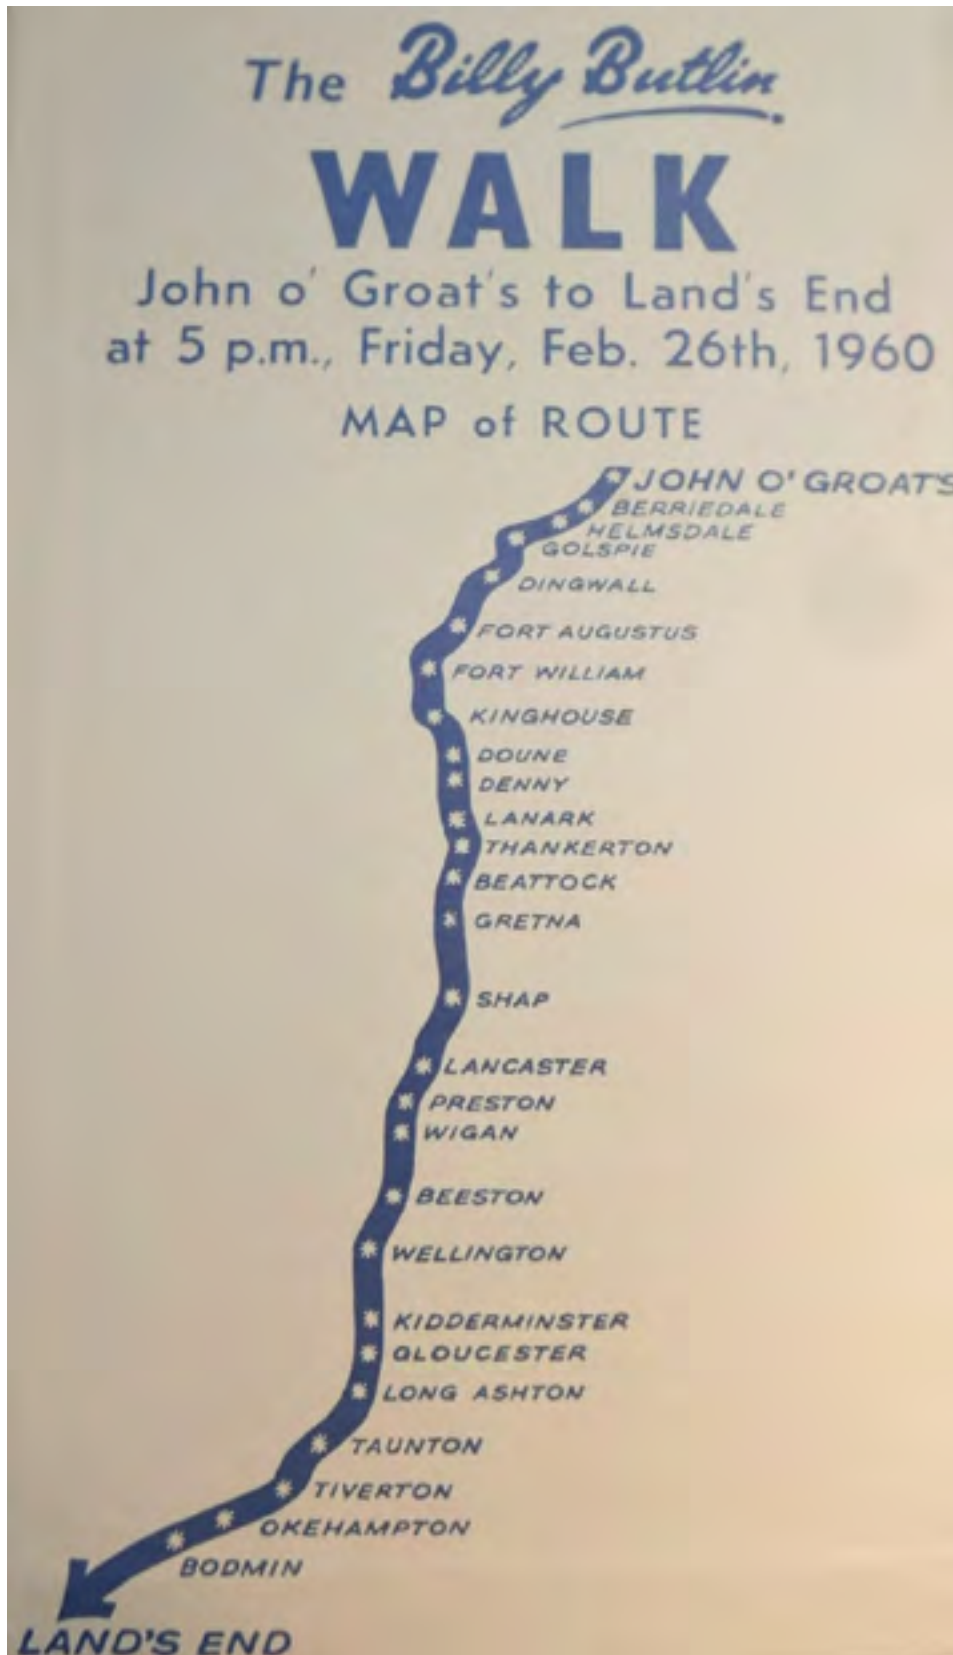 The Billy Butlin
WALK
John o' Groat's to Land's End
at 5 p.m., Friday, Feb. 26th, 1960
MAP of ROUTE
JOHN O' GROAT'S
BERRIEDALE
HELMSDALE
GOLSPIE
DINGWALL
FORT AUGUSTUS
FORT WILLIAM
KINGHOUSE
DOUNE
DENNY
LANARK
THANKERTON
BEATTOCK
GRETNA
SHAP
LANCASTER
PRESTON
WIGAN
BEESTON
WELLINGTON
KIDDERMINSTER
GLOUCESTER
LONG ASHTON
TAUNTON
TIVERTON
OKEHAMPTON
BODMIN
LAND'S END